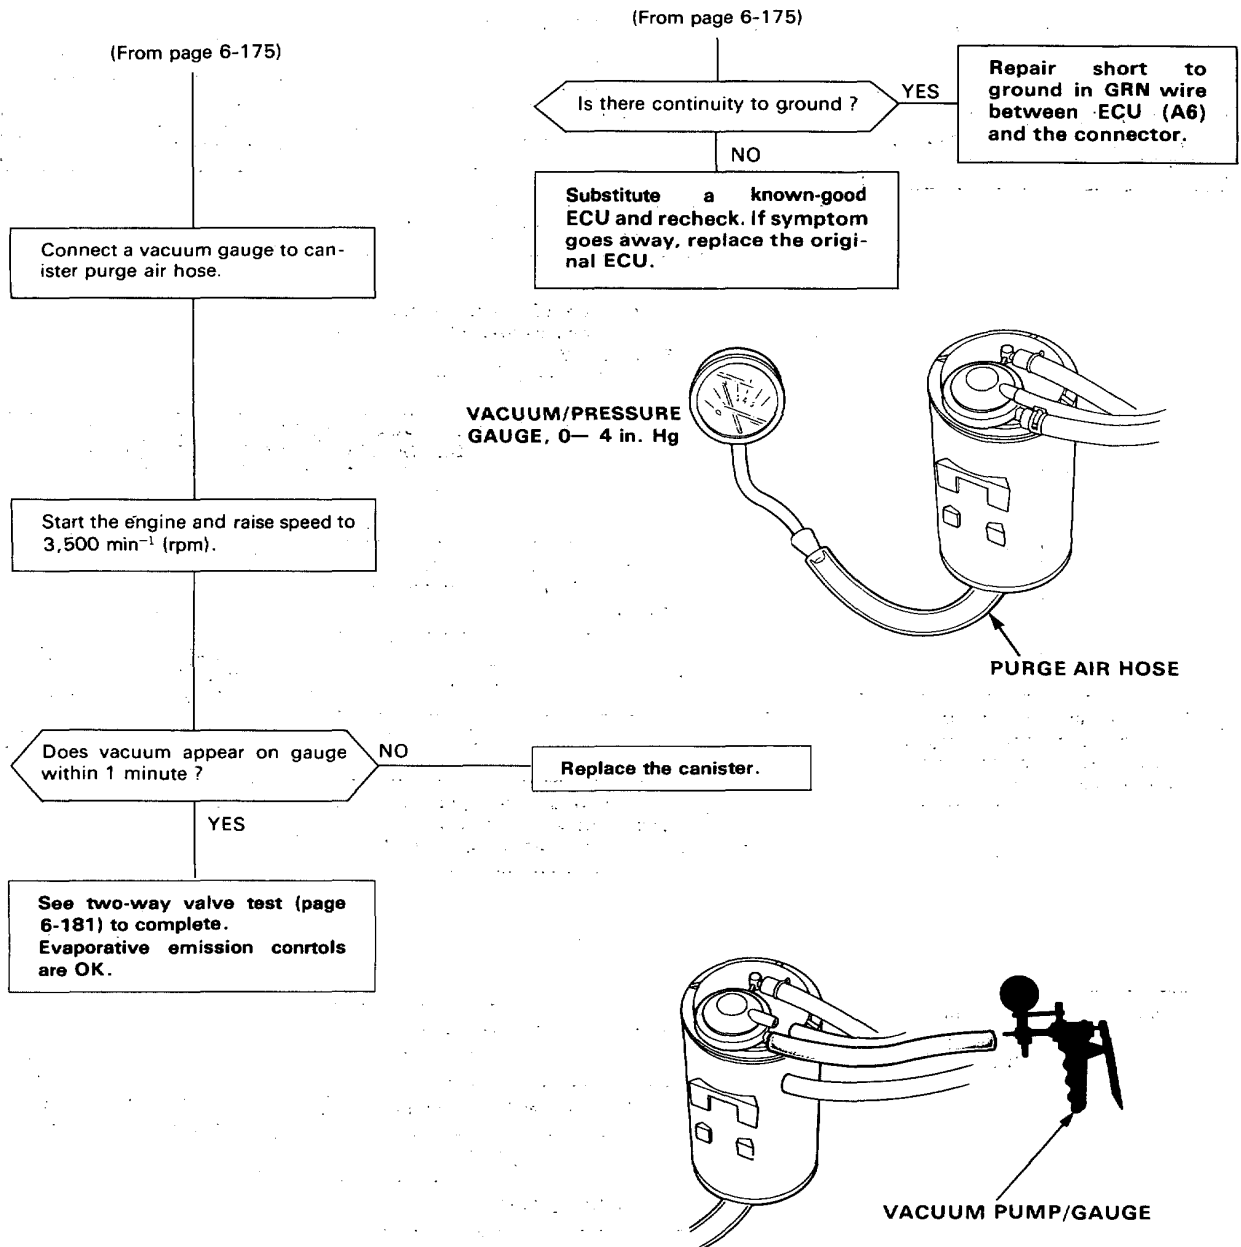 (From page 6-175)
Connect a vacuum gauge to can-
ister purge air hose.
Start the engine and raise speed to
3,500 min⁻¹ (rpm).
Does vacuum appear on gauge
within 1 minute ?
NO
Replace the canister.
YES
See two-way valve test (page
6-181) to complete.
Evaporative emission conrtols
are OK.
(From page 6-175)
Is there continuity to ground ?
YES
Repair short to
ground in GRN wire
between ECU (A6)
and the connector.
NO
Substitute a known-good
ECU and recheck. If symptom
goes away, replace the origi-
nal ECU.
VACUUM/PRESSURE
GAUGE, 0— 4 in. Hg
PURGE AIR HOSE
VACUUM PUMP/GAUGE